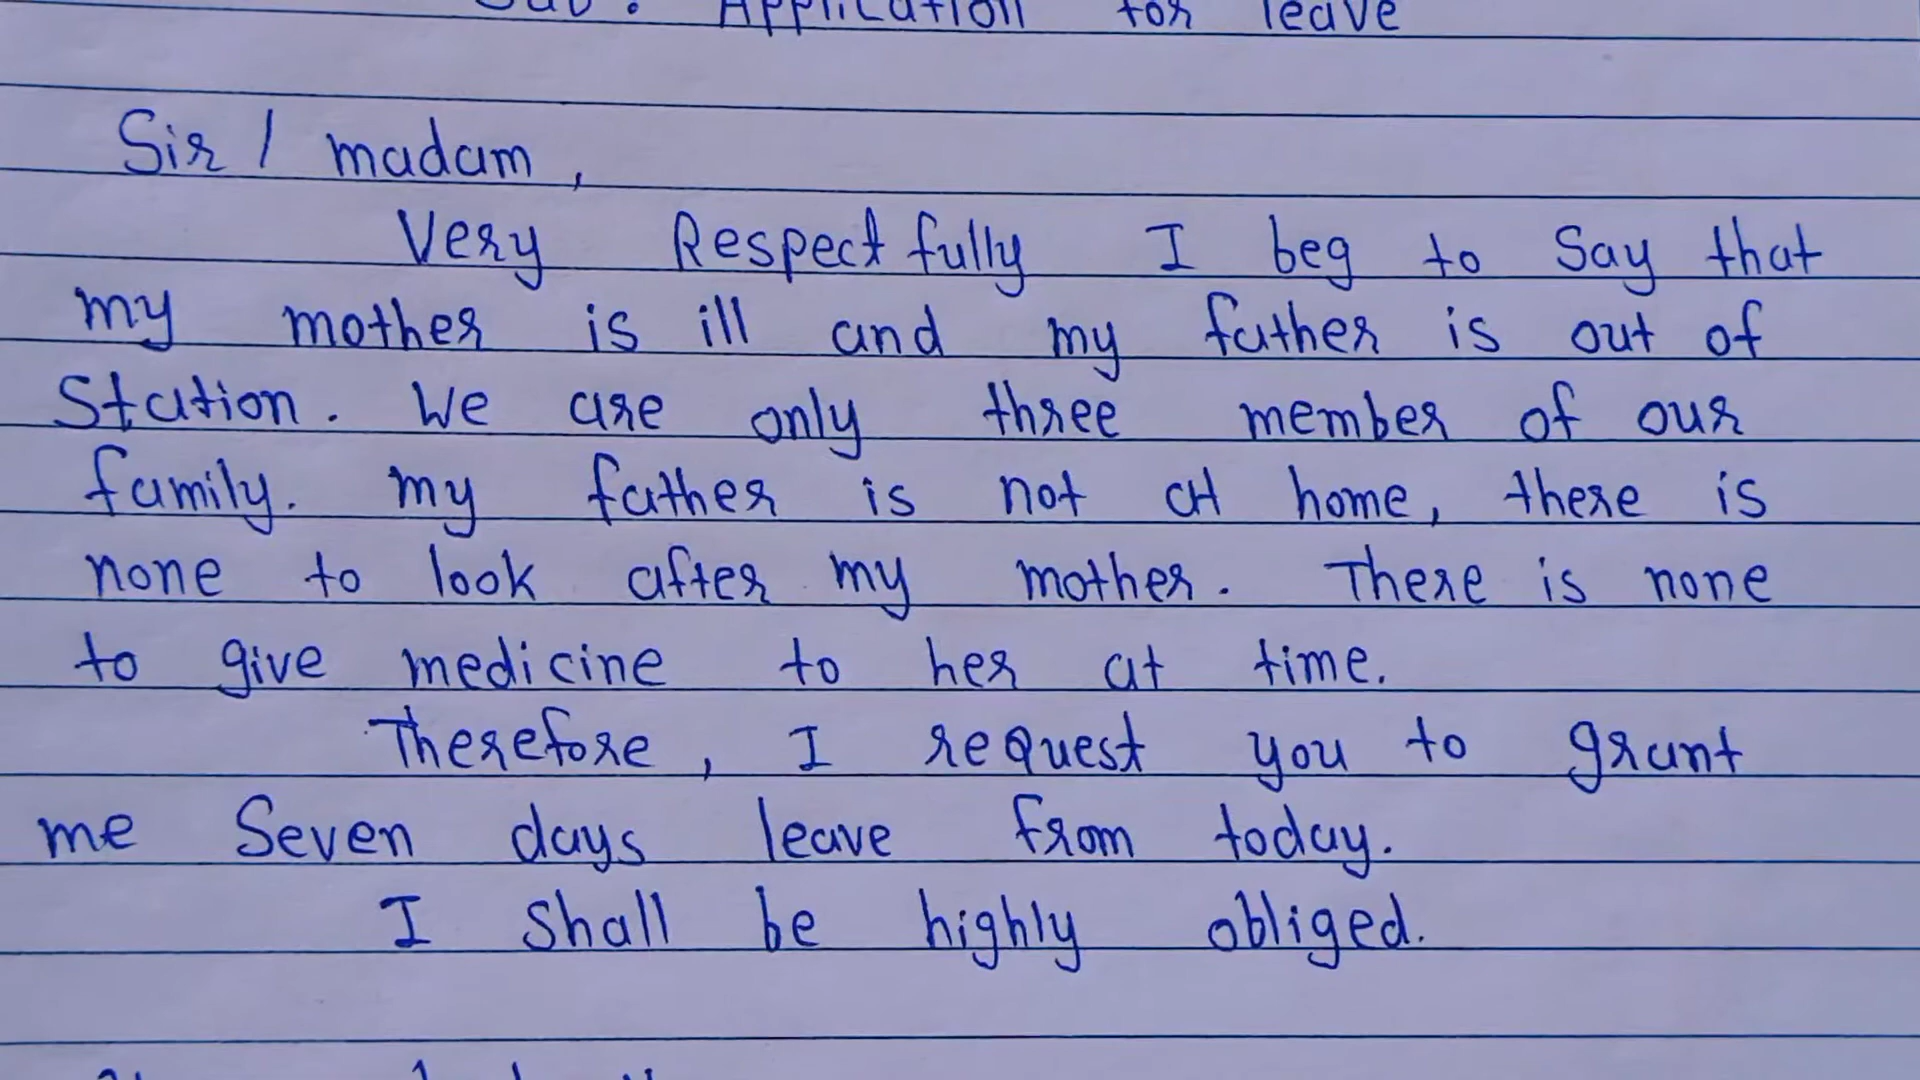 Sub : Application for leave
Sir / madam,
Very Respectfully I beg to Say that
my mother is ill and my father is out of
Station. We are only three member of our
family. my father is not at home, there is
none to look after my mother. There is none
to give medicine to her at time.
Therefore, I request you to grant
me Seven days leave from today.
I Shall be highly obliged.